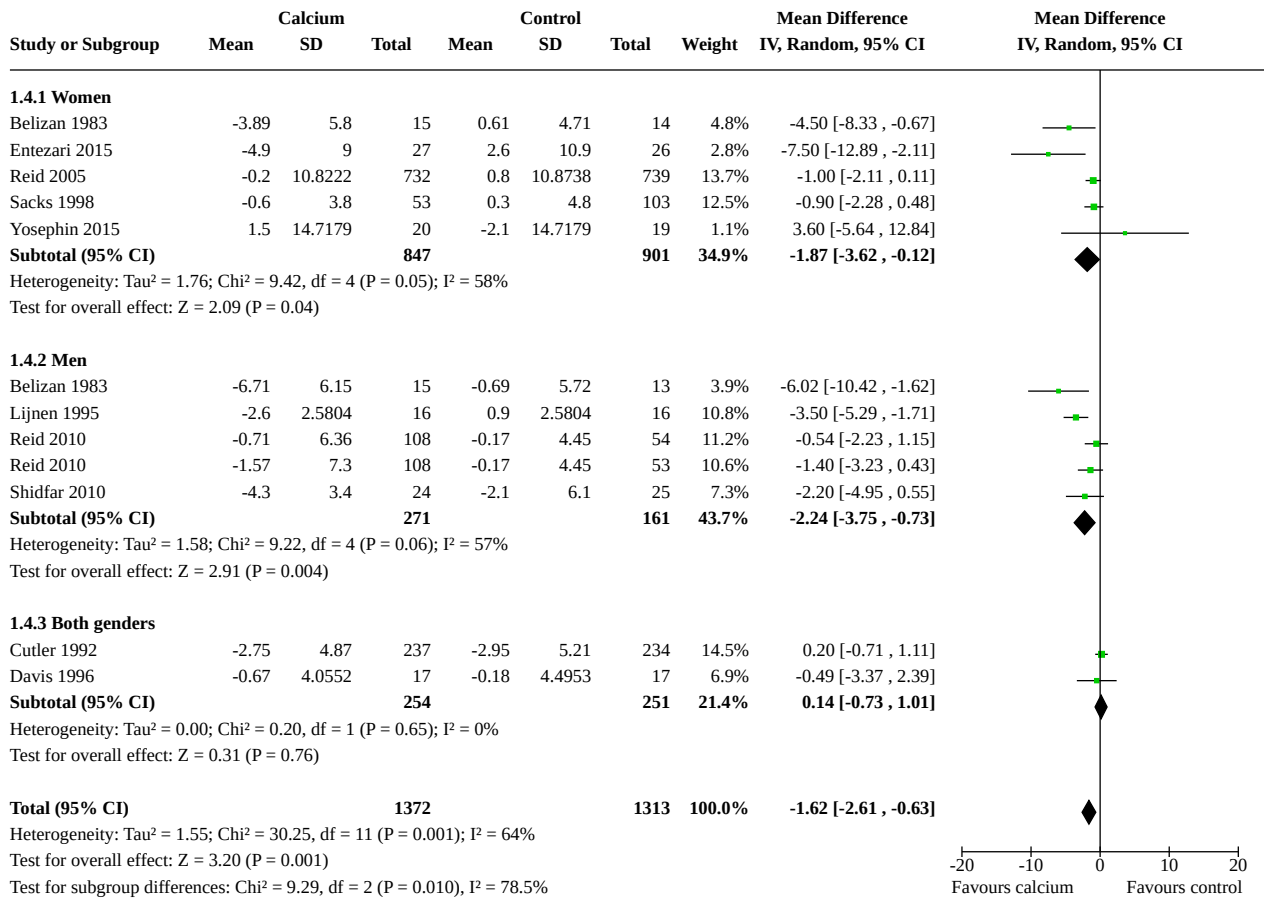 Calcium Control Mean Difference Mean Difference
Study or Subgroup Mean SD Total Mean SD Total Weight IV, Random, 95% CI IV, Random, 95% CI
1.4.1 Women
Belizan 1983 -3.89 5.8 15 0.61 4.71 14 4.8% -4.50 [-8.33 , -0.67]
Entezari 2015 -4.9 9 27 2.6 10.9 26 2.8% -7.50 [-12.89 , -2.11]
Reid 2005 -0.2 10.8222 732 0.8 10.8738 739 13.7% -1.00 [-2.11 , 0.11]
Sacks 1998 -0.6 3.8 53 0.3 4.8 103 12.5% -0.90 [-2.28 , 0.48]
Yosephin 2015 1.5 14.7179 20 -2.1 14.7179 19 1.1% 3.60 [-5.64 , 12.84]
Subtotal (95% CI) 847 901 34.9% -1.87 [-3.62 , -0.12]
Heterogeneity: Tau² = 1.76; Chi² = 9.42, df = 4 (P = 0.05); I² = 58%
Test for overall effect: Z = 2.09 (P = 0.04)
1.4.2 Men
Belizan 1983 -6.71 6.15 15 -0.69 5.72 13 3.9% -6.02 [-10.42 , -1.62]
Lijnen 1995 -2.6 2.5804 16 0.9 2.5804 16 10.8% -3.50 [-5.29 , -1.71]
Reid 2010 -0.71 6.36 108 -0.17 4.45 54 11.2% -0.54 [-2.23 , 1.15]
Reid 2010 -1.57 7.3 108 -0.17 4.45 53 10.6% -1.40 [-3.23 , 0.43]
Shidfar 2010 -4.3 3.4 24 -2.1 6.1 25 7.3% -2.20 [-4.95 , 0.55]
Subtotal (95% CI) 271 161 43.7% -2.24 [-3.75 , -0.73]
Heterogeneity: Tau² = 1.58; Chi² = 9.22, df = 4 (P = 0.06); I² = 57%
Test for overall effect: Z = 2.91 (P = 0.004)
1.4.3 Both genders
Cutler 1992 -2.75 4.87 237 -2.95 5.21 234 14.5% 0.20 [-0.71 , 1.11]
Davis 1996 -0.67 4.0552 17 -0.18 4.4953 17 6.9% -0.49 [-3.37 , 2.39]
Subtotal (95% CI) 254 251 21.4% 0.14 [-0.73 , 1.01]
Heterogeneity: Tau² = 0.00; Chi² = 0.20, df = 1 (P = 0.65); I² = 0%
Test for overall effect: Z = 0.31 (P = 0.76)
Total (95% CI) 1372 1313 100.0% -1.62 [-2.61 , -0.63]
Heterogeneity: Tau² = 1.55; Chi² = 30.25, df = 11 (P = 0.001); I² = 64%
Test for overall effect: Z = 3.20 (P = 0.001)
Test for subgroup differences: Chi² = 9.29, df = 2 (P = 0.010), I² = 78.5%
-20 -10 0 10 20
Favours calcium Favours control